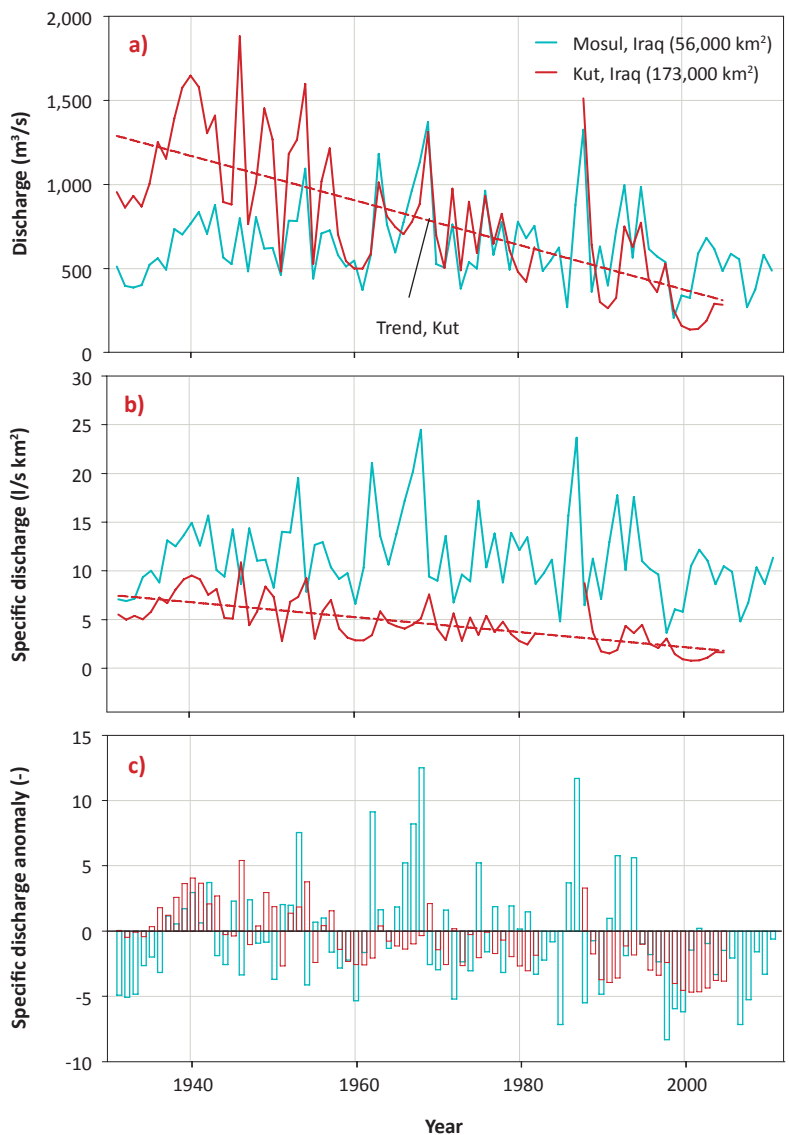 2,000
a)
Mosul, Iraq (56,000 km²)
Kut, Iraq (173,000 km²)
1,500
1,000
500
0
Discharge (m³/s)
Trend, Kut
30
b)
25
20
15
10
5
0
Specific discharge (l/s km²)
15
c)
10
5
0
-5
-10
Specific discharge anomaly (-)
1940
1960
1980
2000
Year